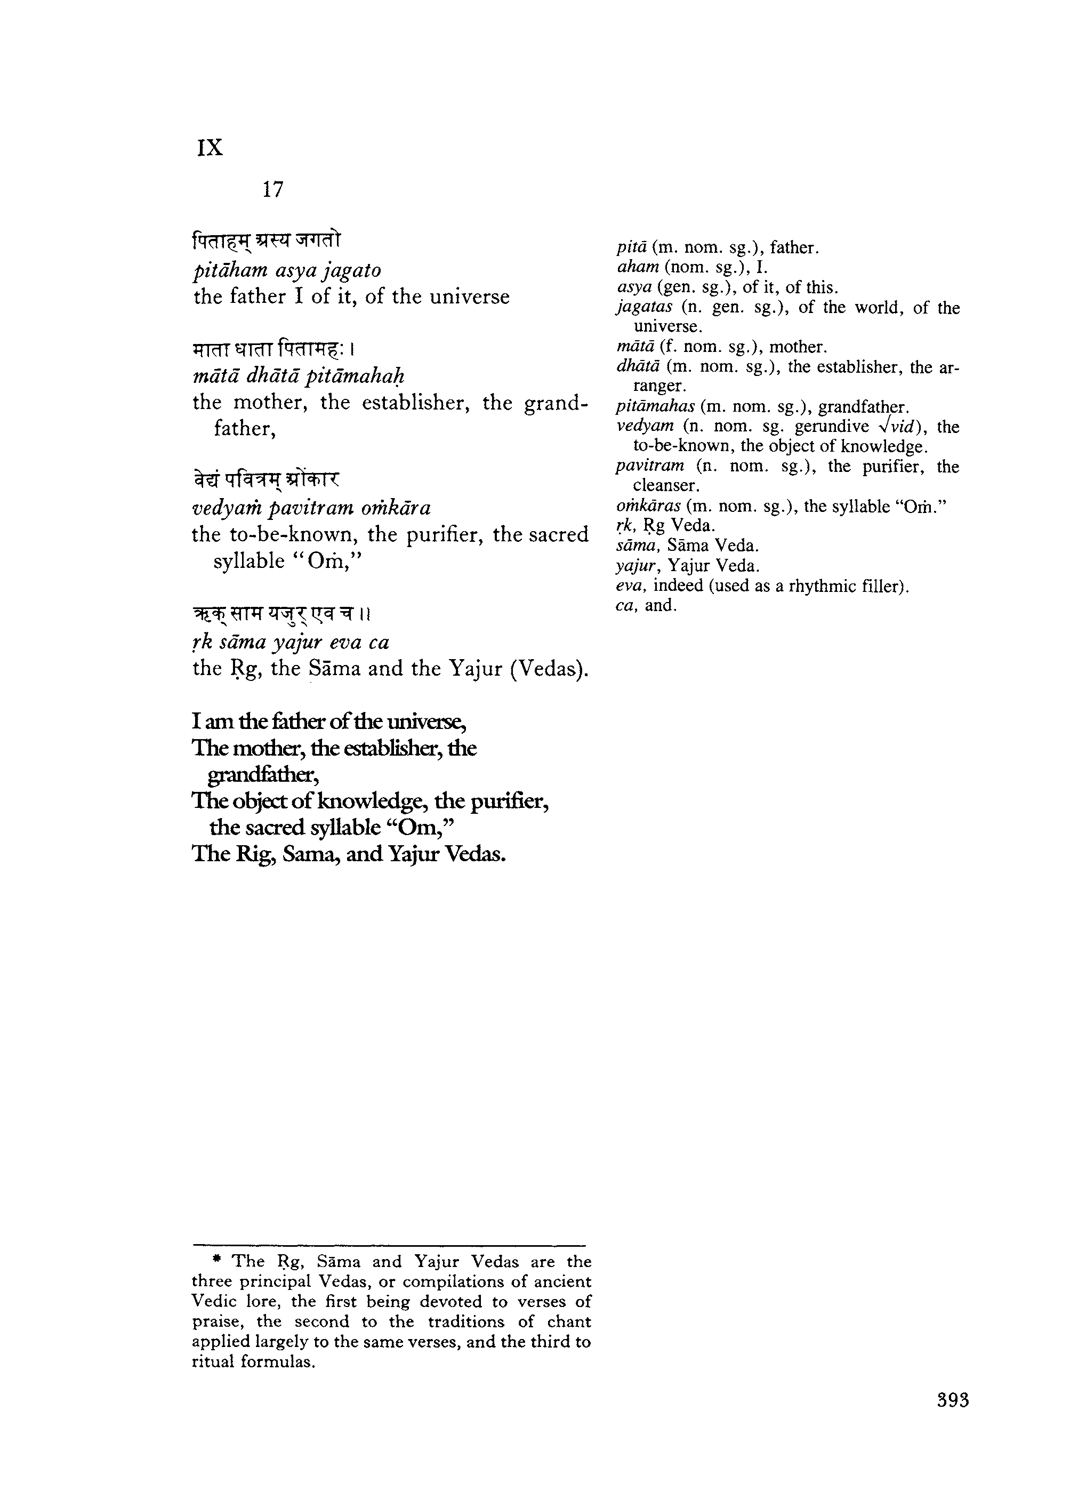 IX
17
पिताहम् अस्य जगतो
pitāham asya jagato
the father I of it, of the universe
माता धाता पितामहः ।
mātā dhātā pitāmahaḥ
the mother, the establisher, the grand-
father,
वेद्यं पवित्रम् ओंकार
vedyaṁ pavitram oṁkāra
the to-be-known, the purifier, the sacred
syllable “Oṁ,”
ऋक् साम यजुर् एव च ॥
ṛk sāma yajur eva ca
the Ṛg, the Sāma and the Yajur (Vedas).
I am the father of the universe,
The mother, the establisher, the
grandfather,
The object of knowledge, the purifier,
the sacred syllable “Om,”
The Rig, Sama, and Yajur Vedas.
pitā (m. nom. sg.), father.
aham (nom. sg.), I.
asya (gen. sg.), of it, of this.
jagatas (n. gen. sg.), of the world, of the
universe.
mātā (f. nom. sg.), mother.
dhātā (m. nom. sg.), the establisher, the ar-
ranger.
pitāmahas (m. nom. sg.), grandfather.
vedyam (n. nom. sg. gerundive √vid), the
to-be-known, the object of knowledge.
pavitram (n. nom. sg.), the purifier, the
cleanser.
oṁkāras (m. nom. sg.), the syllable “Oṁ.”
ṛk, Ṛg Veda.
sāma, Sāma Veda.
yajur, Yajur Veda.
eva, indeed (used as a rhythmic filler).
ca, and.
* The Ṛg, Sāma and Yajur Vedas are the
three principal Vedas, or compilations of ancient
Vedic lore, the first being devoted to verses of
praise, the second to the traditions of chant
applied largely to the same verses, and the third to
ritual formulas.
393